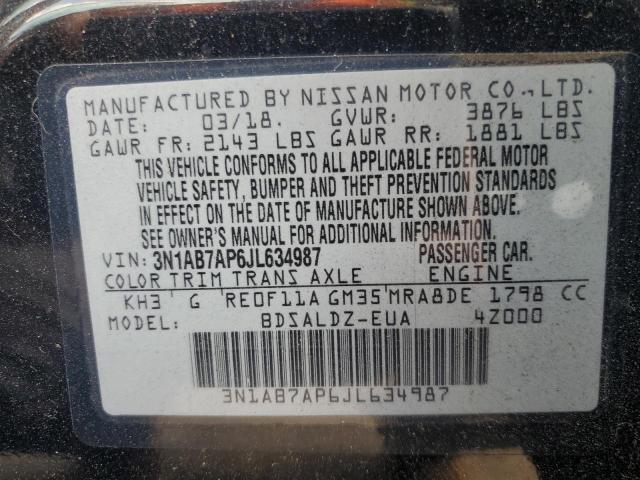 MANUFACTURED BY NISSAN MOTOR CO., LTD.
DATE: 03/18. GVWR: 3876 LBS
GAWR FR: 2143 LBS GAWR RR: 1881 LBS
THIS VEHICLE CONFORMS TO ALL APPLICABLE FEDERAL MOTOR
VEHICLE SAFETY, BUMPER AND THEFT PREVENTION STANDARDS
IN EFFECT ON THE DATE OF MANUFACTURE SHOWN ABOVE.
SEE OWNER'S MANUAL FOR ADDITIONAL INFORMATION.
VIN: 3N1AB7AP6JL634987 PASSENGER CAR.
COLOR TRIM TRANS AXLE ENGINE
KH3 G RE0F11A GM35 MRA8DE 1798 CC
MODEL: BDSALDZ-EUA 4Z000
3N1AB7AP6JL634987